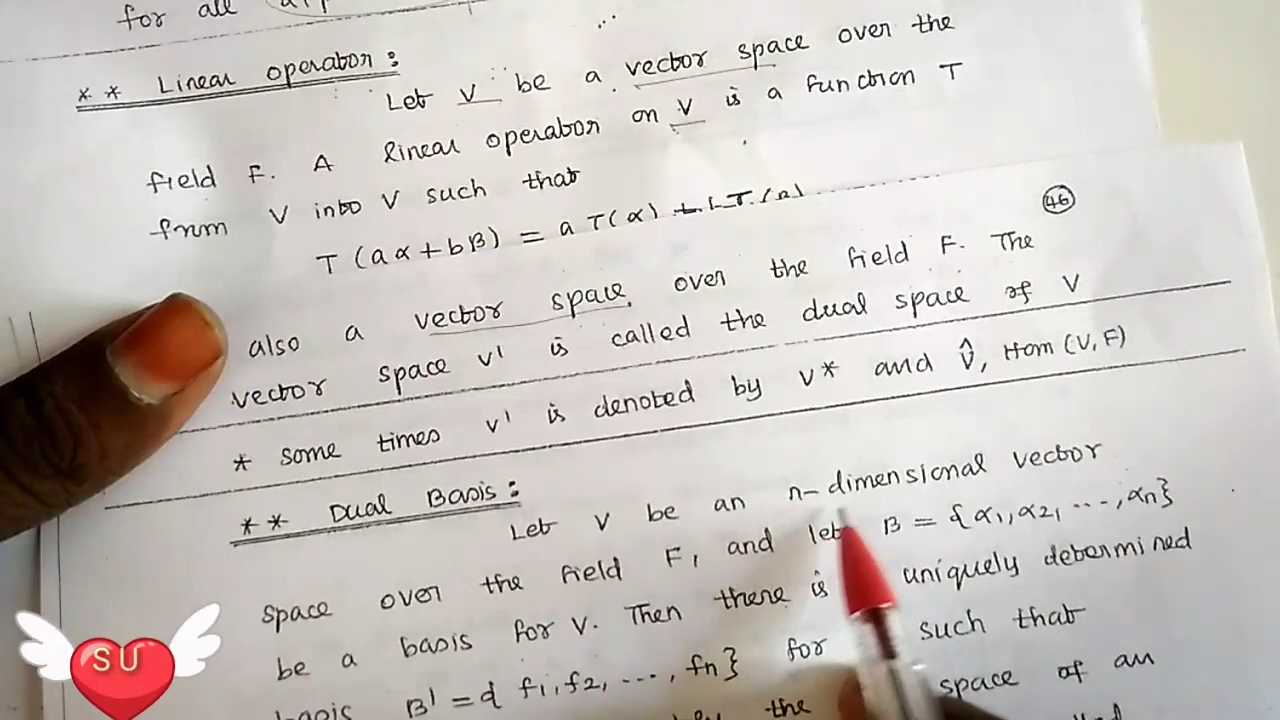 for all
** Linear operator:
Let V be a vector space over the
field F. A linear operator on V is a function T
from V into V such that
T (aα + bβ) = a T(α) +
46
also a vector space over the field F. The
vector space V' is called the dual space of V
* some times V' is denoted by V* and V̂, Hom (V, F)
** Dual Basis:
Let V be an n-dimensional vector
space over the field F, and let B = {α1, α2, ..., αn}
be a basis for V. Then there is uniquely determined
basis B' = { f1, f2, ..., fn} for such that
the space of an
SU